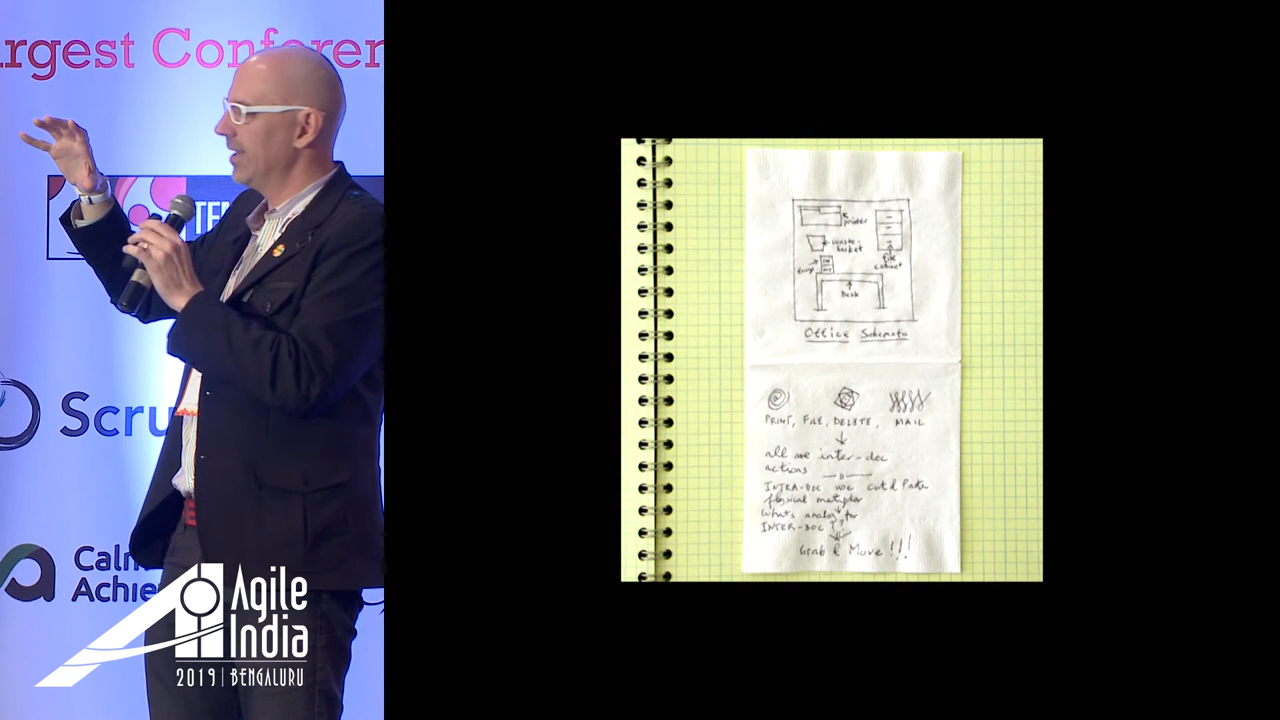 argest Conferen
TE
Scru
Calm
Achie
Agile
India
2019 | BENGALURU
printer
waste-
basket
file
cabinet
Desk
Office Schematic
@
PRINT, FILE, DELETE, MAIL
all are inter-doc
actions
INTRA-DOC use cut & Paste
physical metaphor
What's analog for
INTER-DOC ???
Grab & Move !!!